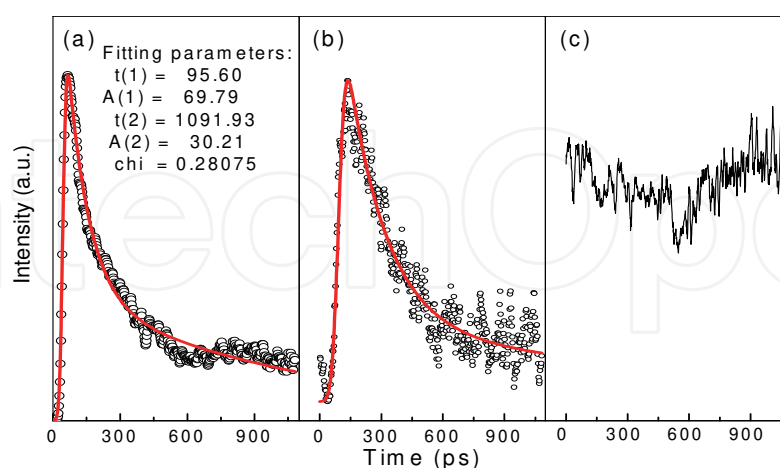 (a)
Fitting parameters:
t(1) = 95.60
A(1) = 69.79
t(2) = 1091.93
A(2) = 30.21
chi = 0.28075
(b)
(c)
Intensity (a.u.)
300 600 900
0 300 600 900
0 300 600 900
Time (ps)
techOp